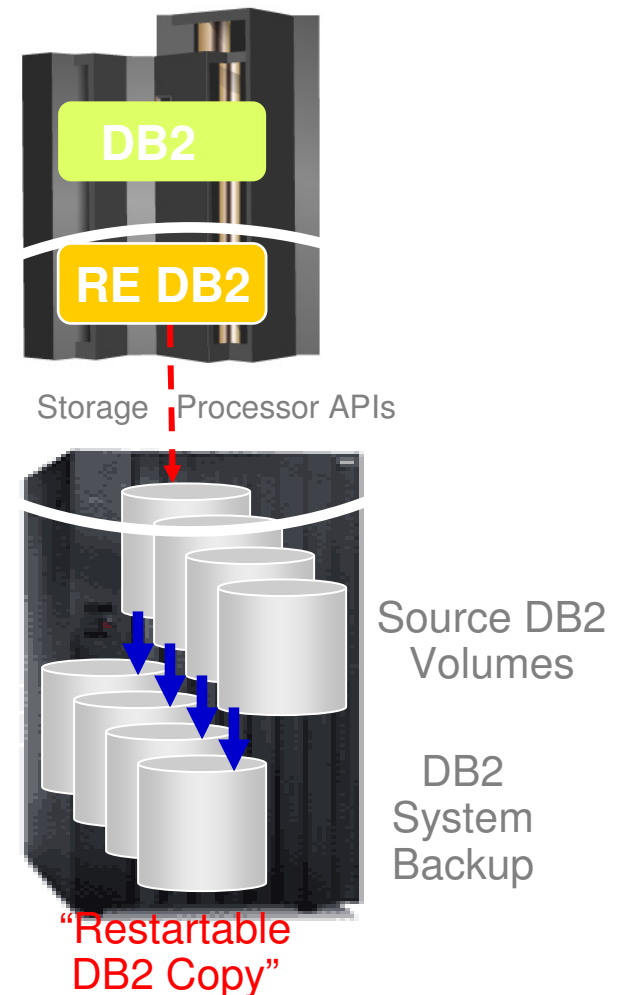 DB2
RE DB2
Storage Processor APIs
Source DB2
Volumes
DB2
System
Backup
“Restartable
DB2 Copy”